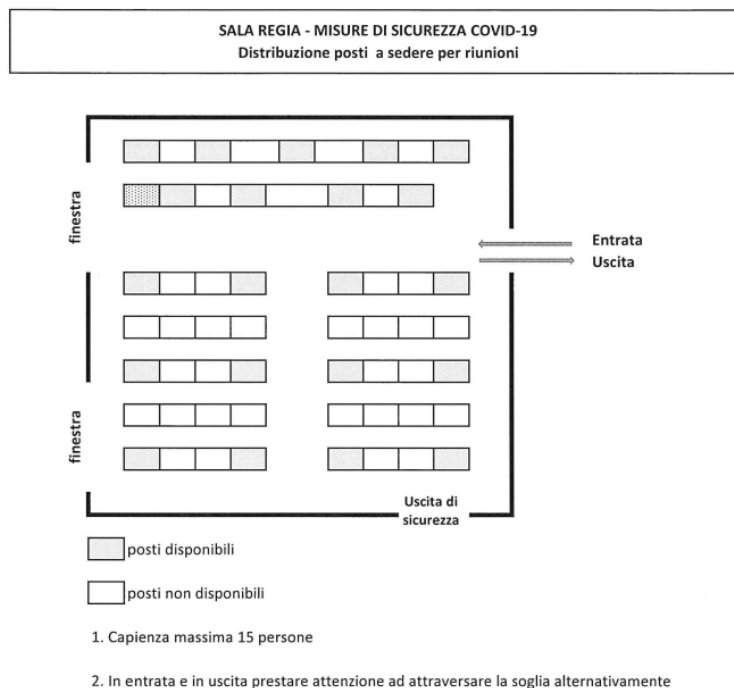 SALA REGIA - MISURE DI SICUREZZA COVID-19
Distribuzione posti a sedere per riunioni
finestra
Entrata
Uscita
finestra
Uscita di
sicurezza
posti disponibili
posti non disponibili
1. Capienza massima 15 persone
2. In entrata e in uscita prestare attenzione ad attraversare la soglia alternativamente